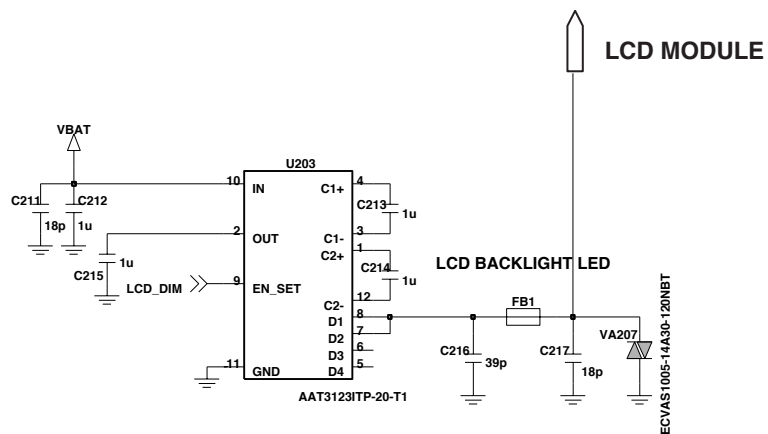 LCD MODULE
VBAT
U203
10 IN C1+ 4
C211 C212
18p 1u
C213 1u
2 OUT C1- 3
C2+ 1
1u
C215
C214 1u
LCD BACKLIGHT LED
LCD_DIM 9 EN_SET
C2- 12
D1 8
FB1
D2 7
D3 6
11 GND D4 5
C216 39p
C217 18p
VA207
ECVAS1005-14A30-120NBT
AAT3123ITP-20-T1